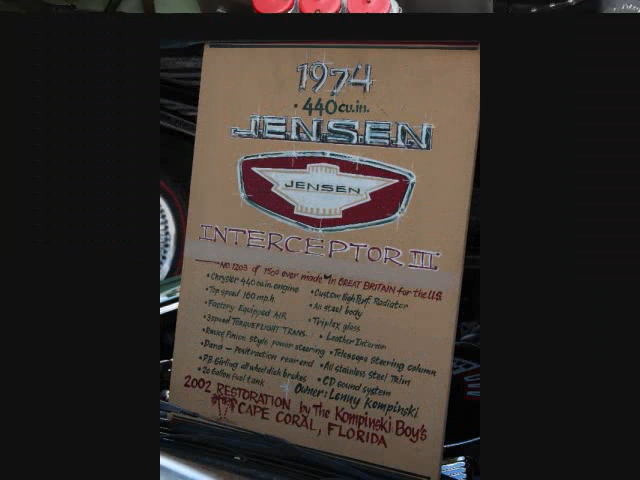 1974
• 440 cu.in.
JENSEN
JENSEN
INTERCEPTOR III
NO. 1203 of 1500 ever made "in GREAT BRITAIN for the U.S.
• Chrysler 440 cu.in. engine
• Custom High Perf. Radiator
• Top speed 160 m.p.h
• All steel body
• Factory Equipped AIR
• Triplex glass
• 3 speed TORQUEFLIGHT TRANS.
• Leather Interior
• Rack & Pinion style power steering
• Telescope steering column
• Dana - positraction rear end
• All stainless steel Trim
• P.B. Girling all wheel disk brakes
• CD sound system
• 20 Gallon fuel tank
Owner: Lenny Kompinski
2002 RESTORATION by The Kompinski Boy's
CAPE CORAL, FLORIDA